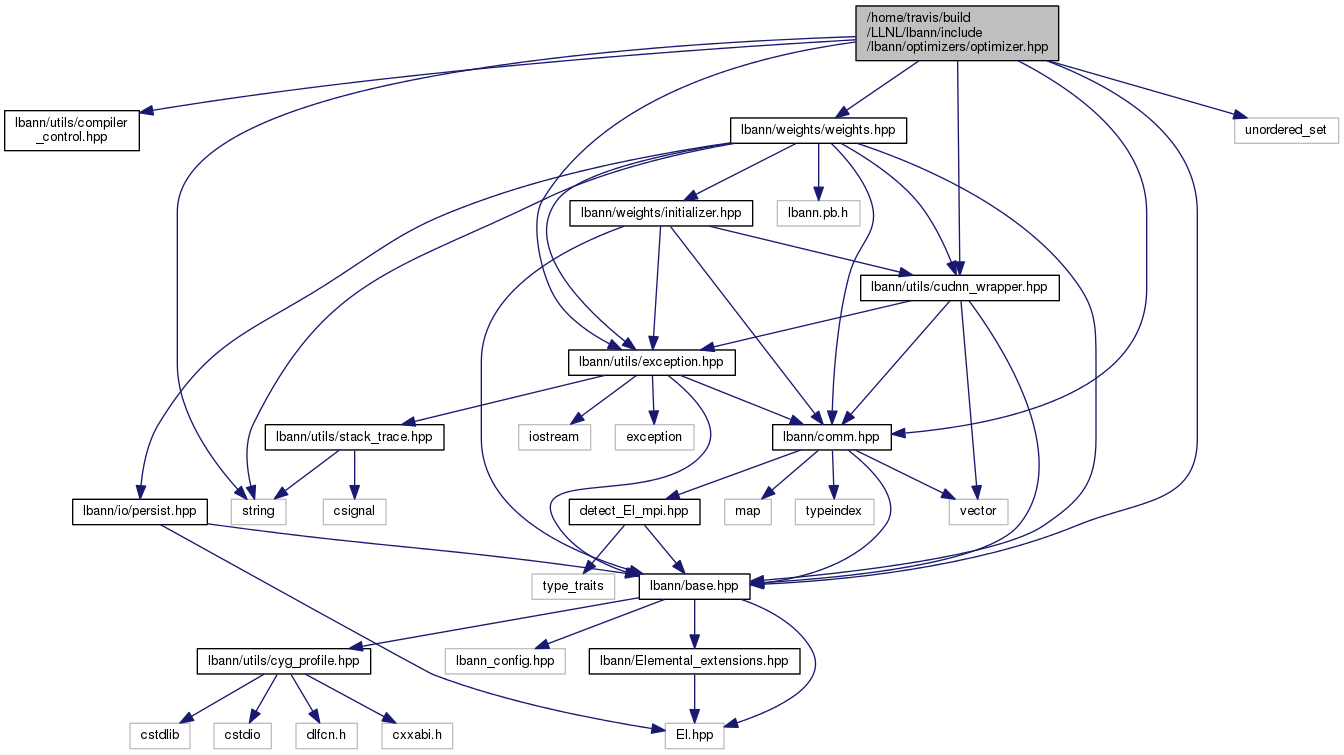 /home/travis/build
/LLNL/lbann/include
/lbann/optimizers/optimizer.hpp
lbann/utils/compiler
_control.hpp
lbann/weights/weights.hpp
unordered_set
lbann/weights/initializer.hpp
lbann.pb.h
lbann/utils/cudnn_wrapper.hpp
lbann/utils/exception.hpp
lbann/utils/stack_trace.hpp
iostream
exception
lbann/comm.hpp
lbann/io/persist.hpp
string
csignal
detect_El_mpi.hpp
map
typeindex
vector
type_traits
lbann/base.hpp
lbann/utils/cyg_profile.hpp
lbann_config.hpp
lbann/Elemental_extensions.hpp
cstdlib
cstdio
dlfcn.h
cxxabi.h
El.hpp